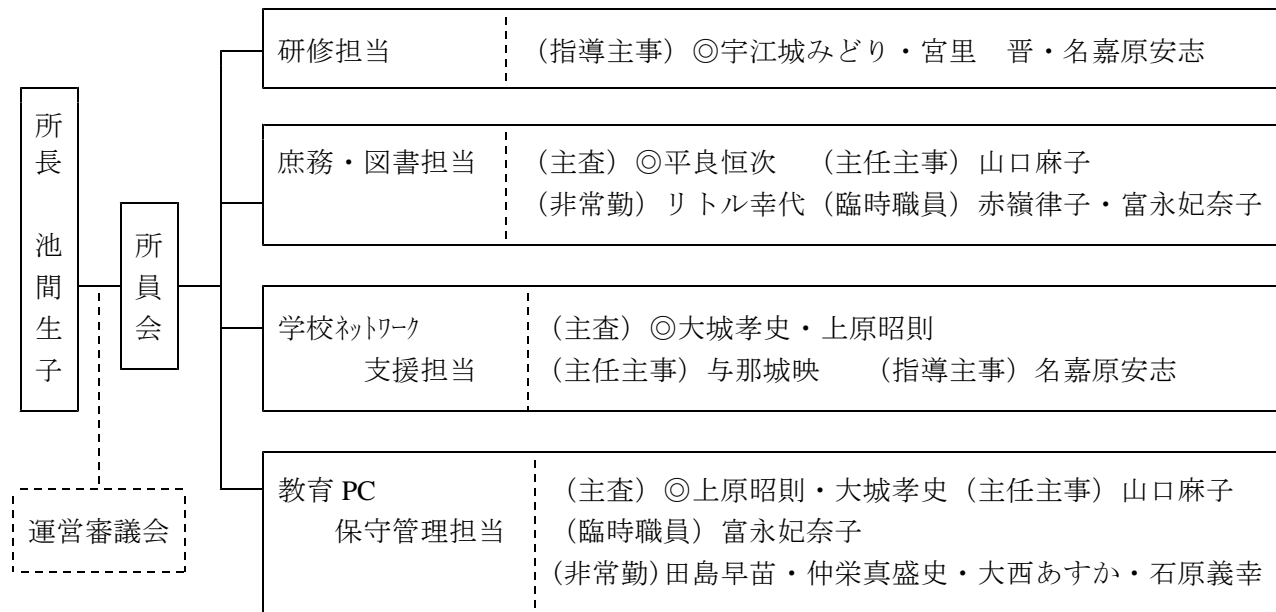 所長　池間生子
所員会
運営審議会
研修担当　（指導主事）◎宇江城みどり・宮里　晋・名嘉原安志
庶務・図書担当　（主査）◎平良恒次　（主任主事）山口麻子
（非常勤）リトル幸代（臨時職員）赤嶺律子・富永妃奈子
学校ﾈｯﾄﾜｰｸ　（主査）◎大城孝史・上原昭則
支援担当　（主任主事）与那城映　（指導主事）名嘉原安志
教育 PC　（主査）◎上原昭則・大城孝史（主任主事）山口麻子
保守管理担当　（臨時職員）富永妃奈子
（非常勤）田島早苗・仲栄真盛史・大西あすか・石原義幸